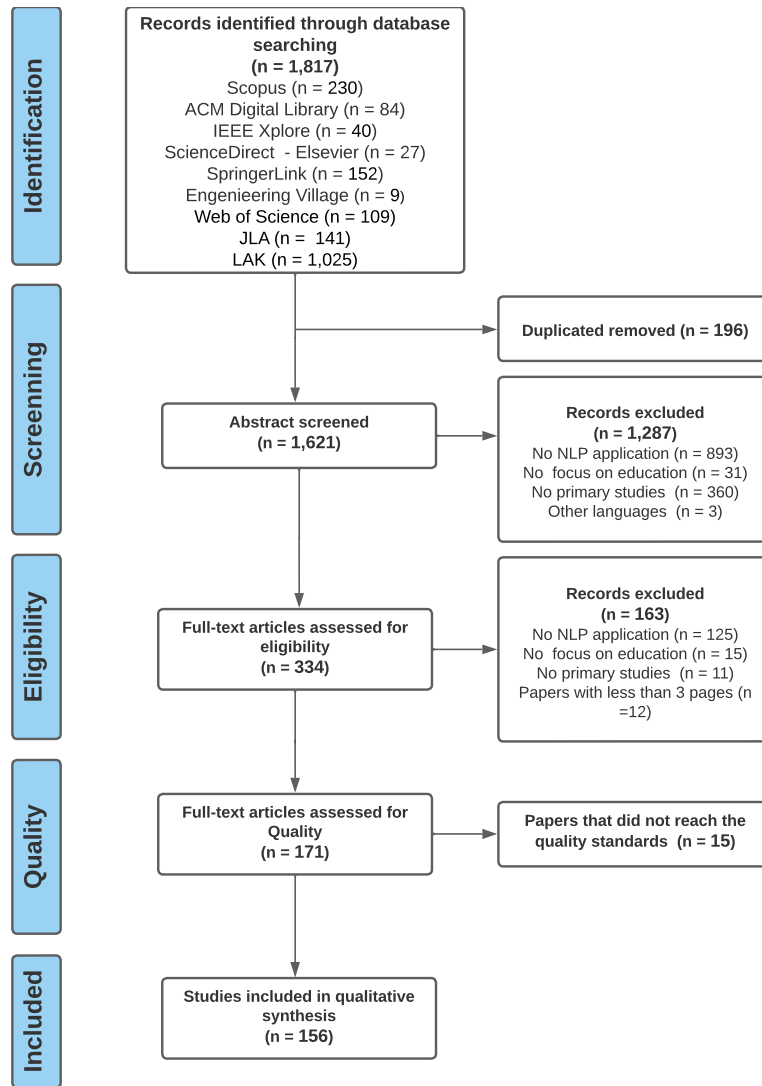 Identification
Records identified through database
searching
(n = 1,817)
Scopus (n = 230)
ACM Digital Library (n = 84)
IEEE Xplore (n = 40)
ScienceDirect - Elsevier (n = 27)
SpringerLink (n = 152)
Engenieering Village (n = 9)
Web of Science (n = 109)
JLA (n = 141)
LAK (n = 1,025)
Screnning
Duplicated removed (n = 196)
Abstract screened
(n = 1,621)
Records excluded
(n = 1,287)
No NLP application (n = 893)
No focus on education (n = 31)
No primary studies (n = 360)
Other languages (n = 3)
Eligibility
Full-text articles assessed for
eligibility
(n = 334)
Records excluded
(n = 163)
No NLP application (n = 125)
No focus on education (n = 15)
No primary studies (n = 11)
Papers with less than 3 pages (n
=12)
Quality
Full-text articles assessed for
Quality
(n = 171)
Papers that did not reach the
quality standards (n = 15)
Included
Studies included in qualitative
synthesis
(n = 156)